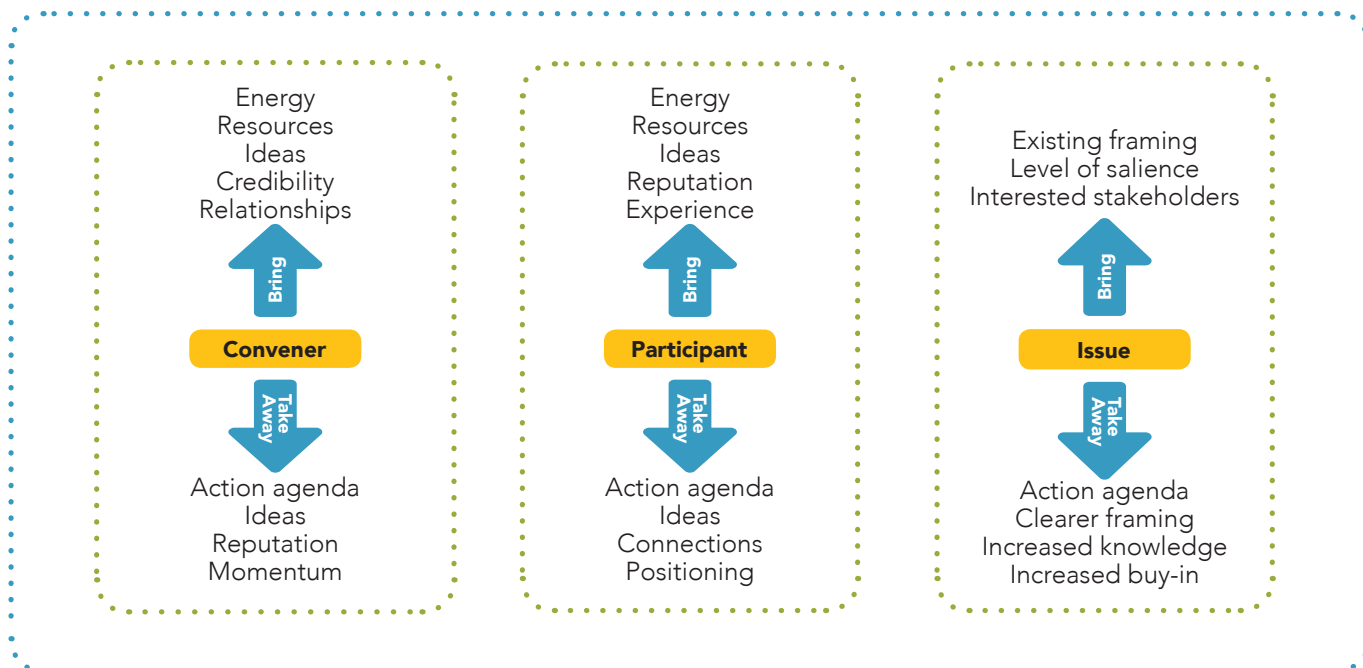 Energy
Resources
Ideas
Credibility
Relationships
Bring
Convener
Take
Away
Action agenda
Ideas
Reputation
Momentum
Energy
Resources
Ideas
Reputation
Experience
Bring
Participant
Take
Away
Action agenda
Ideas
Connections
Positioning
Existing framing
Level of salience
Interested stakeholders
Bring
Issue
Take
Away
Action agenda
Clearer framing
Increased knowledge
Increased buy-in